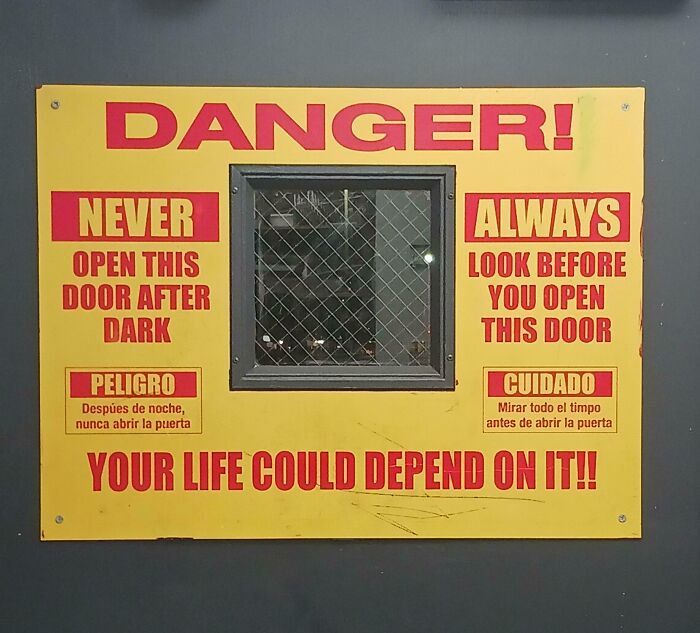 DANGER!
NEVER
OPEN THIS
DOOR AFTER
DARK
PELIGRO
Despúes de noche,
nunca abrir la puerta
ALWAYS
LOOK BEFORE
YOU OPEN
THIS DOOR
CUIDADO
Mirar todo el timpo
antes de abrir la puerta
YOUR LIFE COULD DEPEND ON IT!!